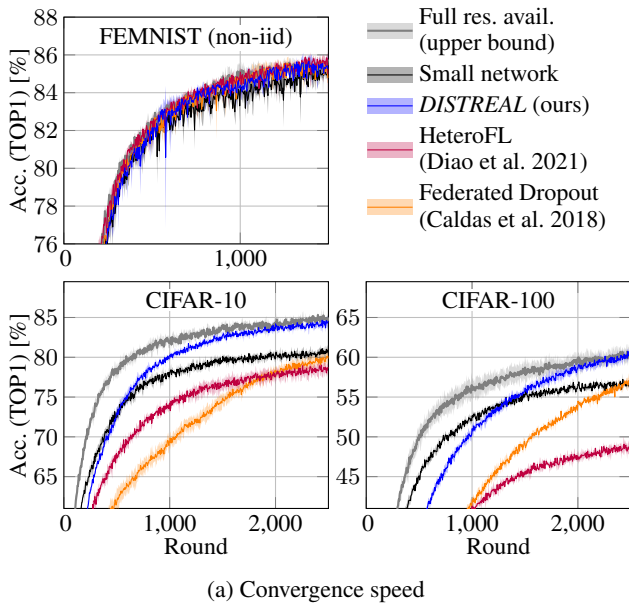 FEMNIST (non-iid)
Acc. (TOP1) [%]
88
86
84
82
80
78
76
0
1,000
Full res. avail.
(upper bound)
Small network
DISTREAL (ours)
HeteroFL
(Diao et al. 2021)
Federated Dropout
(Caldas et al. 2018)
CIFAR-10
Acc. (TOP1) [%]
85
80
75
70
65
0
1,000
2,000
Round
CIFAR-100
65
60
55
50
45
0
1,000
2,000
Round
(a) Convergence speed